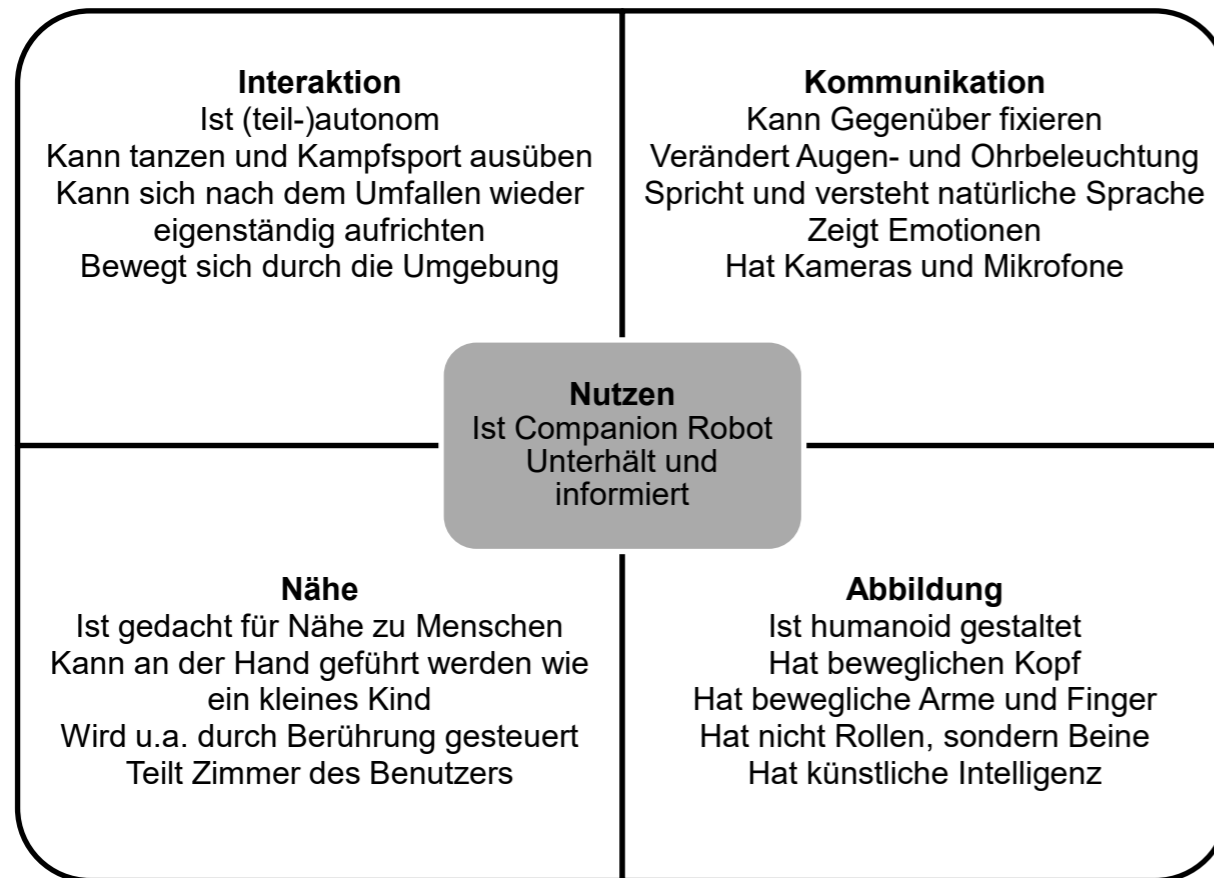 Interaktion
Ist (teil-)autonom
Kann tanzen und Kampfsport ausüben
Kann sich nach dem Umfallen wieder
eigenständig aufrichten
Bewegt sich durch die Umgebung
Kommunikation
Kann Gegenüber fixieren
Verändert Augen- und Ohrbeleuchtung
Spricht und versteht natürliche Sprache
Zeigt Emotionen
Hat Kameras und Mikrofone
Nutzen
Ist Companion Robot
Unterhält und
informiert
Nähe
Ist gedacht für Nähe zu Menschen
Kann an der Hand geführt werden wie
ein kleines Kind
Wird u.a. durch Berührung gesteuert
Teilt Zimmer des Benutzers
Abbildung
Ist humanoid gestaltet
Hat beweglichen Kopf
Hat bewegliche Arme und Finger
Hat nicht Rollen, sondern Beine
Hat künstliche Intelligenz